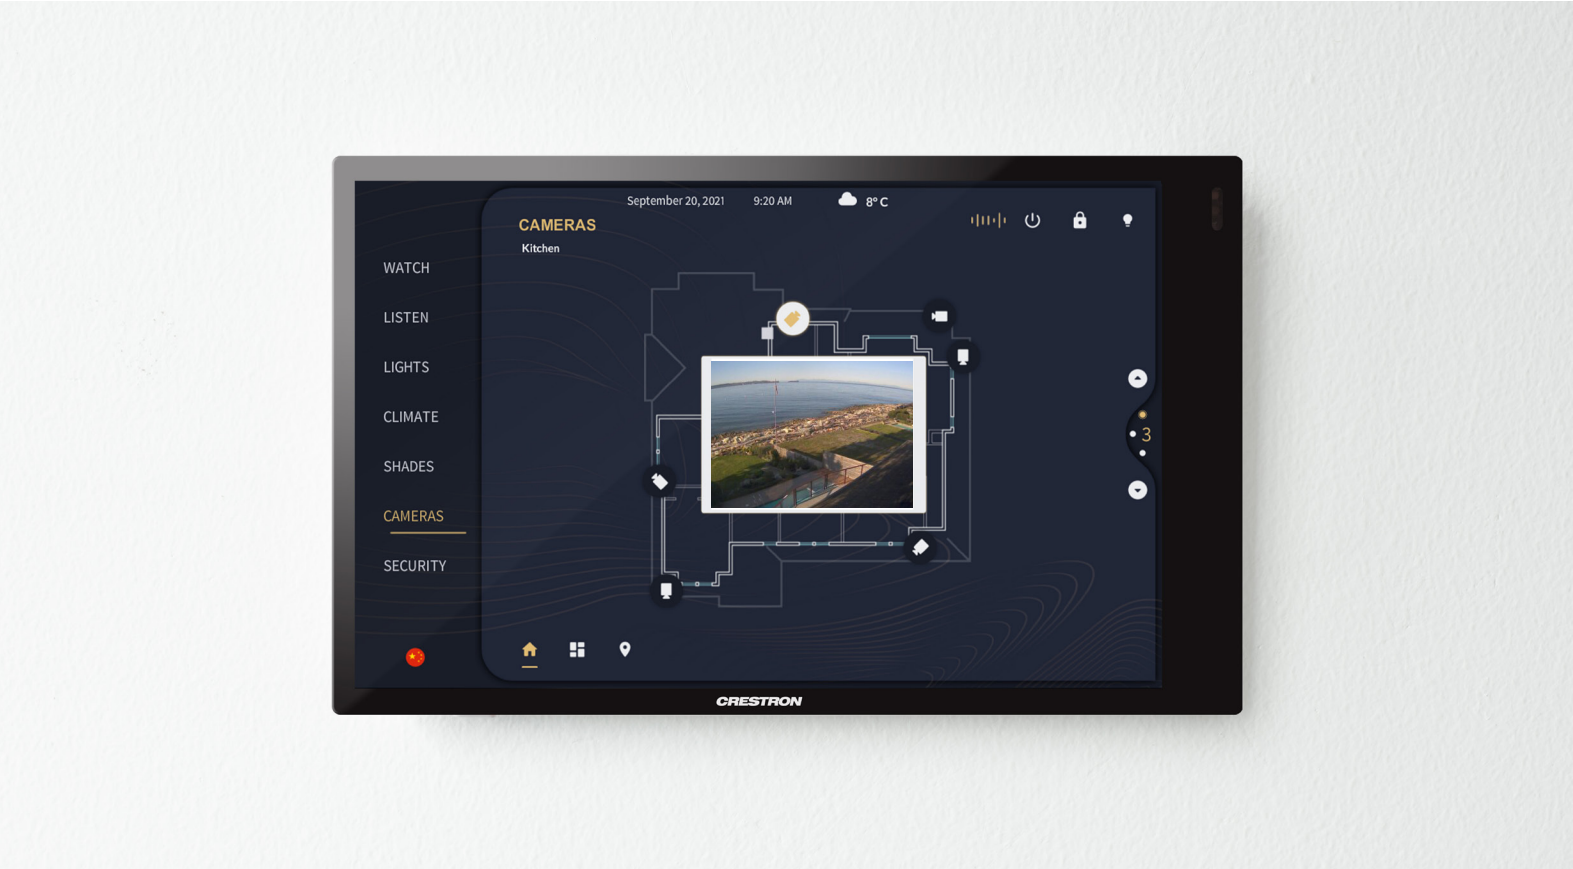 September 20, 2021 9:20 AM 8° C
CAMERAS
Kitchen
WATCH
LISTEN
LIGHTS
CLIMATE
SHADES
CAMERAS
SECURITY
3
CRESTRON